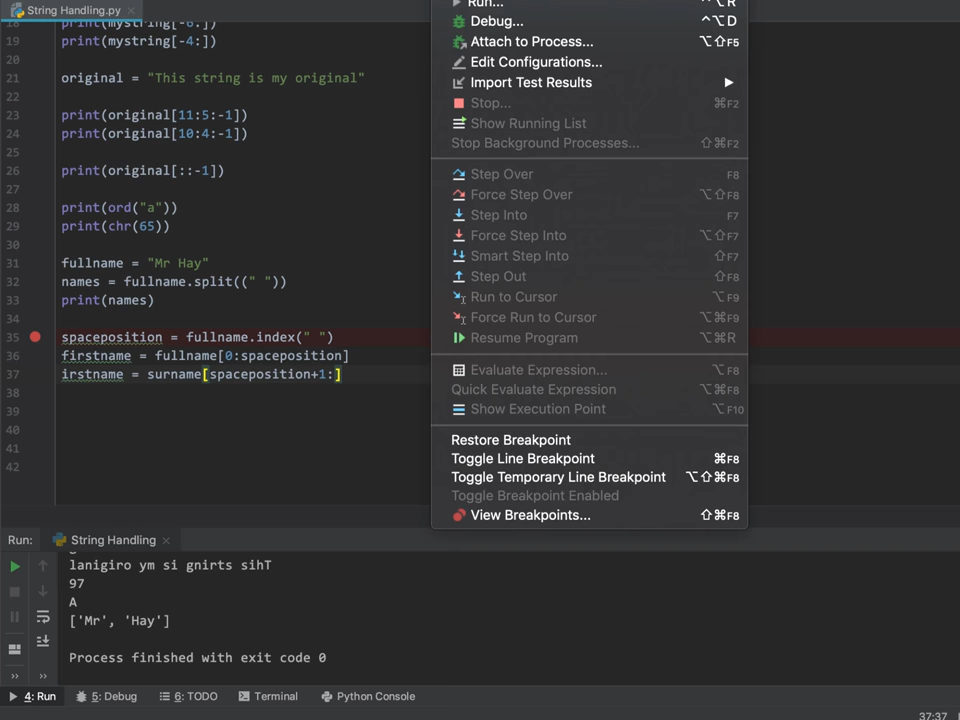 String Handling.py
18 print(mystring[-6:])
19 print(mystring[-4:])
20
21 original = "This string is my original"
22
23 print(original[11:5:-1])
24 print(original[10:4:-1])
25
26 print(original[::-1])
27
28 print(ord("a"))
29 print(chr(65))
30
31 fullname = "Mr Hay"
32 names = fullname.split((" "))
33 print(names)
34
35 spaceposition = fullname.index(" ")
36 firstname = fullname[0:spaceposition]
37 irstname = surname[spaceposition+1:]
38
39
40
41
42
Run... ^⌥R
Debug... ^⌥D
Attach to Process... ⌥⇧F5
Edit Configurations...
Import Test Results ▶
Stop... ⌘F2
Show Running List
Stop Background Processes... ⇧⌘F2
Step Over F8
Force Step Over ⌥⇧F8
Step Into F7
Force Step Into ⌥⇧F7
Smart Step Into ⇧F7
Step Out ⇧F8
Run to Cursor ⌥F9
Force Run to Cursor ⌥⌘F9
Resume Program ⌥⌘R
Evaluate Expression... ⌥F8
Quick Evaluate Expression ⌥⌘F8
Show Execution Point ⌥F10
Restore Breakpoint
Toggle Line Breakpoint ⌘F8
Toggle Temporary Line Breakpoint ⌥⇧⌘F8
Toggle Breakpoint Enabled
View Breakpoints... ⇧⌘F8
Run: String Handling
lanigiro ym si gnirts sihT
97
A
['Mr', 'Hay']
Process finished with exit code 0
4: Run 5: Debug 6: TODO Terminal Python Console
37:37